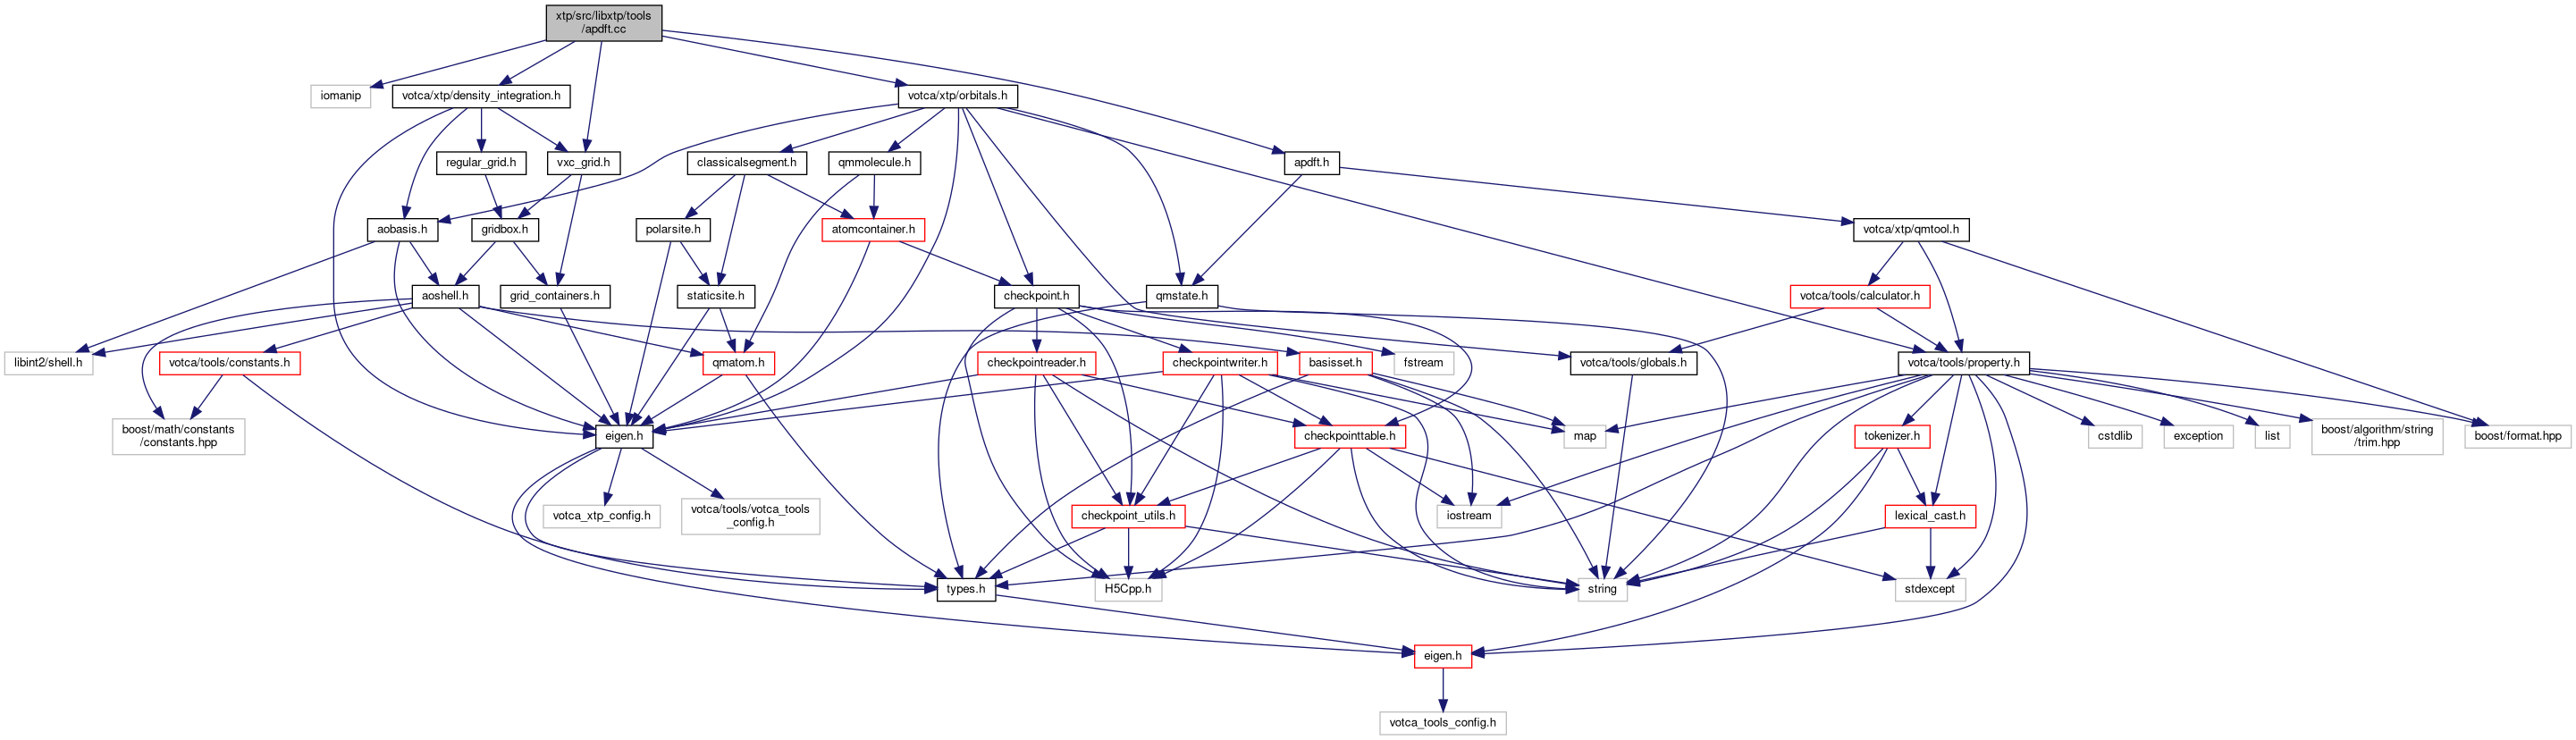 xtp/src/libxtp/tools
/apdft.cc
iomanip
votca/xtp/density_integration.h
votca/xtp/orbitals.h
regular_grid.h
vxc_grid.h
classicalsegment.h
qmmolecule.h
apdft.h
aobasis.h
gridbox.h
polarsite.h
atomcontainer.h
votca/xtp/qmtool.h
aoshell.h
grid_containers.h
staticsite.h
checkpoint.h
qmstate.h
votca/tools/calculator.h
libint2/shell.h
votca/tools/constants.h
qmatom.h
checkpointreader.h
checkpointwriter.h
basisset.h
fstream
votca/tools/globals.h
votca/tools/property.h
boost/math/constants
/constants.hpp
eigen.h
checkpointtable.h
map
tokenizer.h
cstdlib
exception
list
boost/algorithm/string
/trim.hpp
boost/format.hpp
votca_xtp_config.h
votca/tools/votca_tools
_config.h
checkpoint_utils.h
iostream
lexical_cast.h
types.h
H5Cpp.h
string
stdexcept
eigen.h
votca_tools_config.h